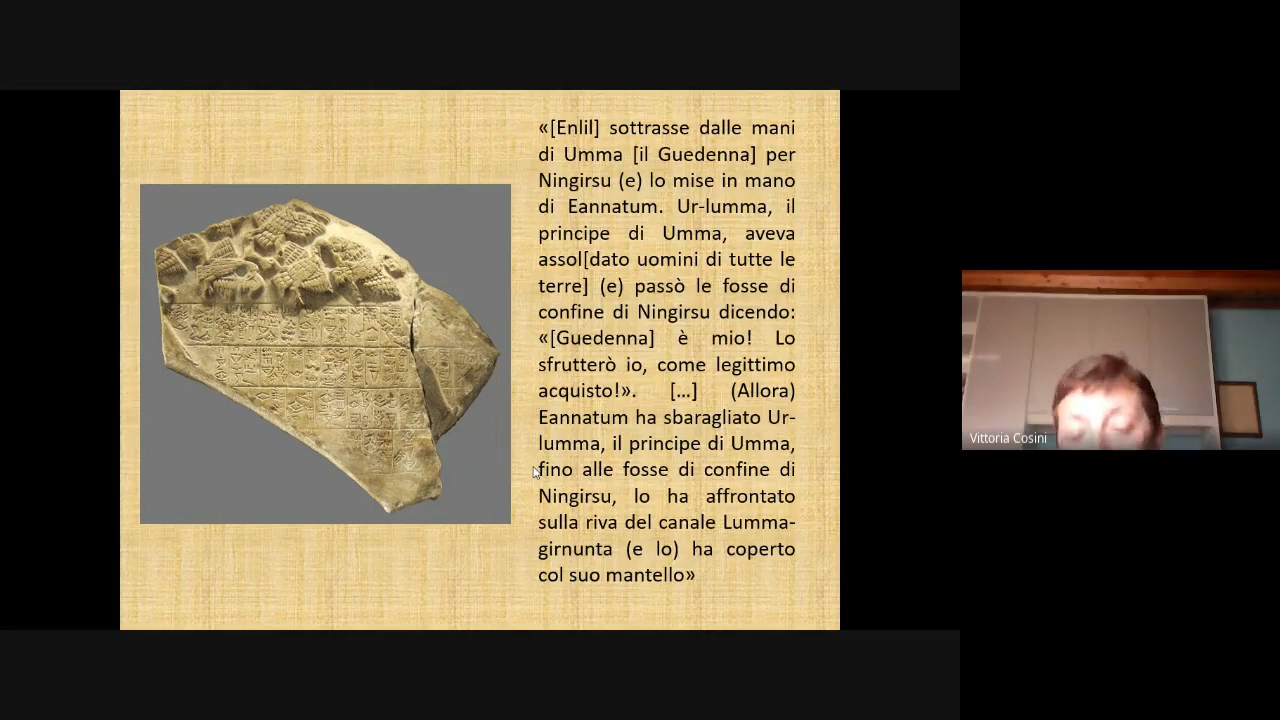 «[Enlil] sottrasse dalle mani
di Umma [il Guedenna] per
Ningirsu (e) lo mise in mano
di Eannatum. Ur-lumma, il
principe di Umma, aveva
assol[dato uomini di tutte le
terre] (e) passò le fosse di
confine di Ningirsu dicendo:
«[Guedenna] è mio! Lo
sfrutterò io, come legittimo
acquisto!». [...] (Allora)
Eannatum ha sbaragliato Ur-
lumma, il principe di Umma,
fino alle fosse di confine di
Ningirsu, lo ha affrontato
sulla riva del canale Lumma-
girnunta (e lo) ha coperto
col suo mantello»
Vittoria Cosini